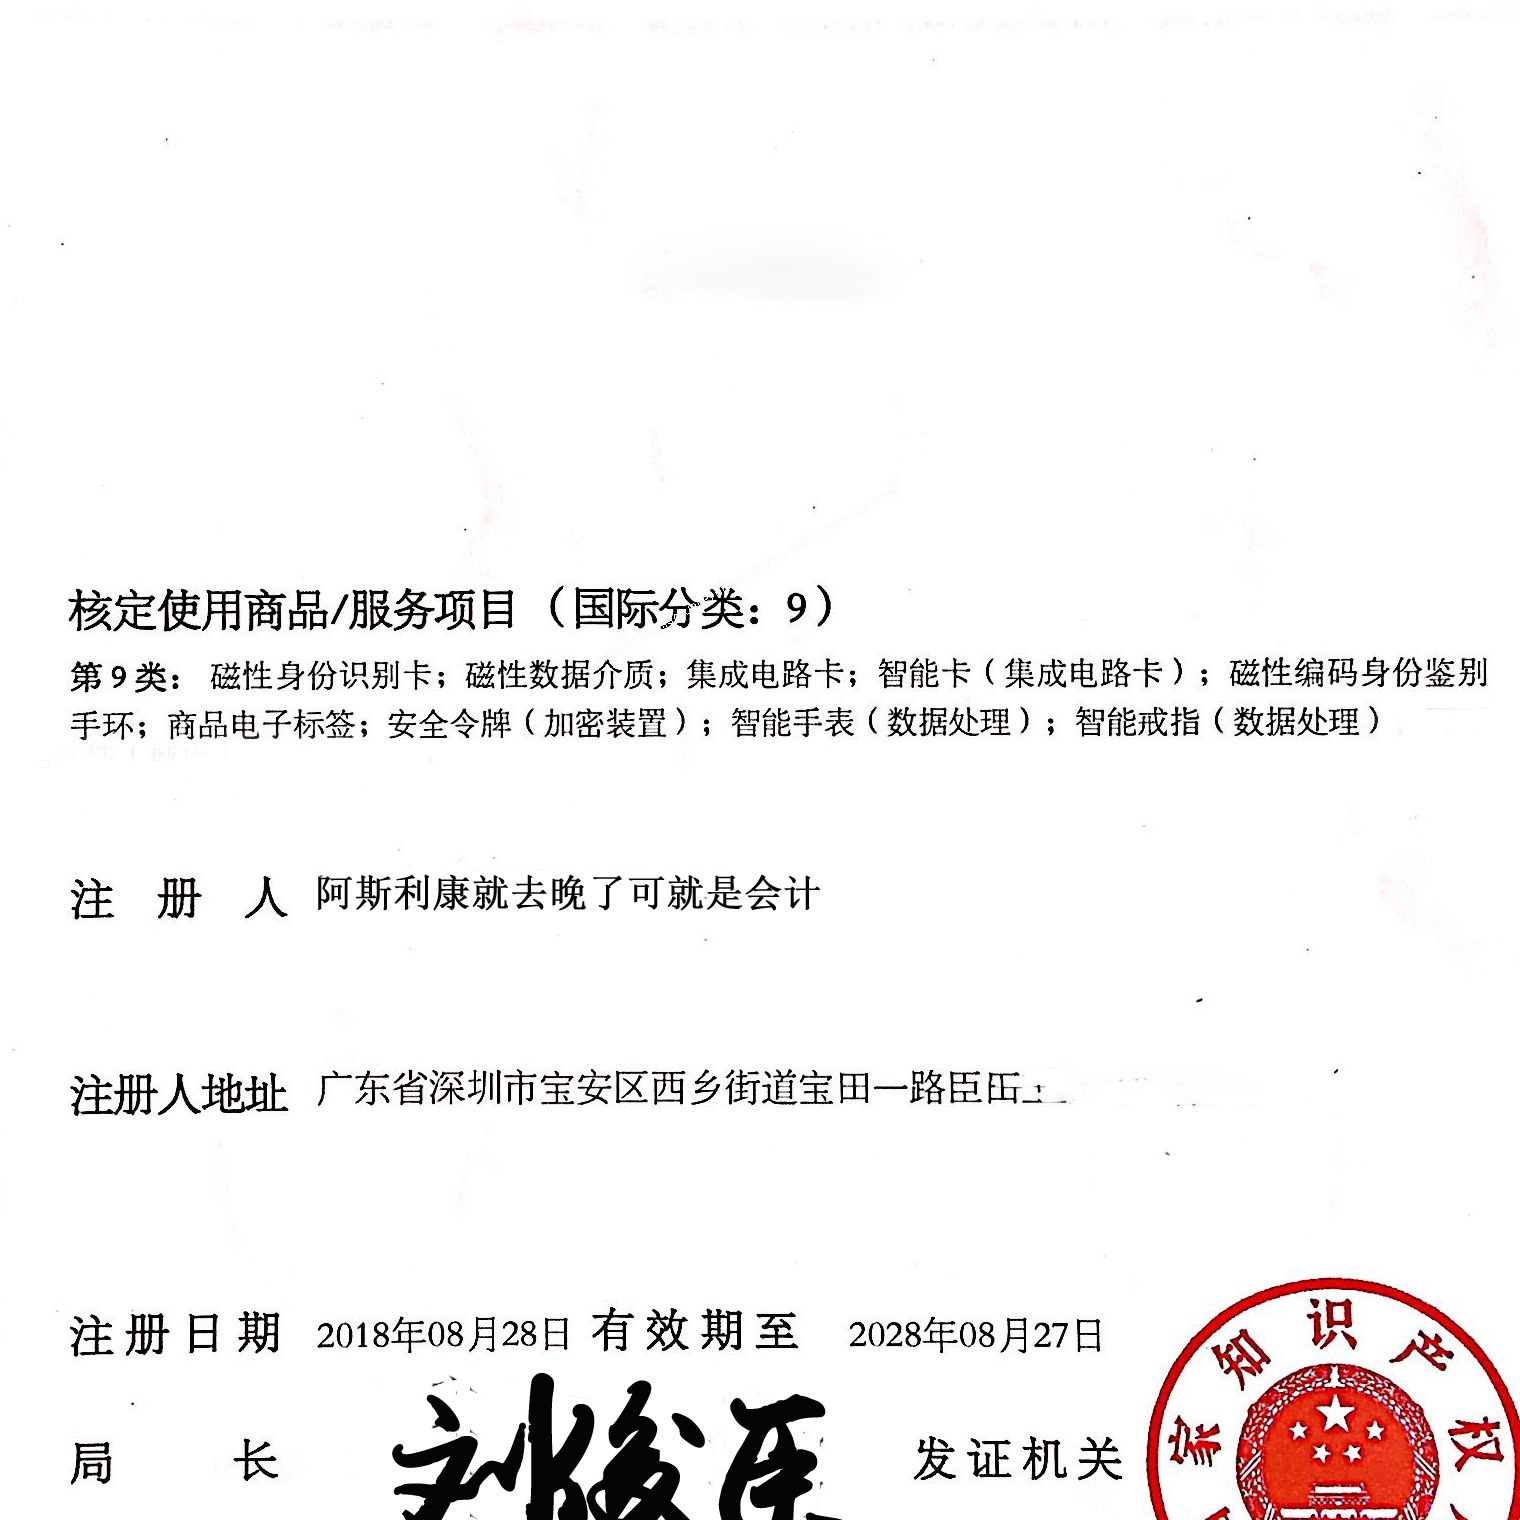 核定使用商品/服务项目（国际分类：9）
第9类： 磁性身份识别卡；磁性数据介质；集成电路卡；智能卡（集成电路卡）；磁性编码身份鉴别
手环；商品电子标签；安全令牌（加密装置）；智能手表（数据处理）；智能戒指（数据处理）
注 册 人 阿斯利康就去晚了可就是会计
注册人地址 广东省深圳市宝安区西乡街道宝田一路臣田
注册日期 2018年08月28日 有效期至 2028年08月27日
局 长 发证机关
家知识产权